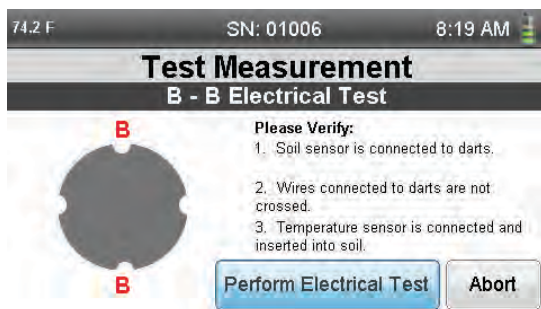 74.2 F SN: 01006 8:19 AM
Test Measurement
B - B Electrical Test
B
Please Verify:
1. Soil sensor is connected to darts.
2. Wires connected to darts are not
crossed.
3. Temperature sensor is connected and
inserted into soil.
B
Perform Electrical Test Abort